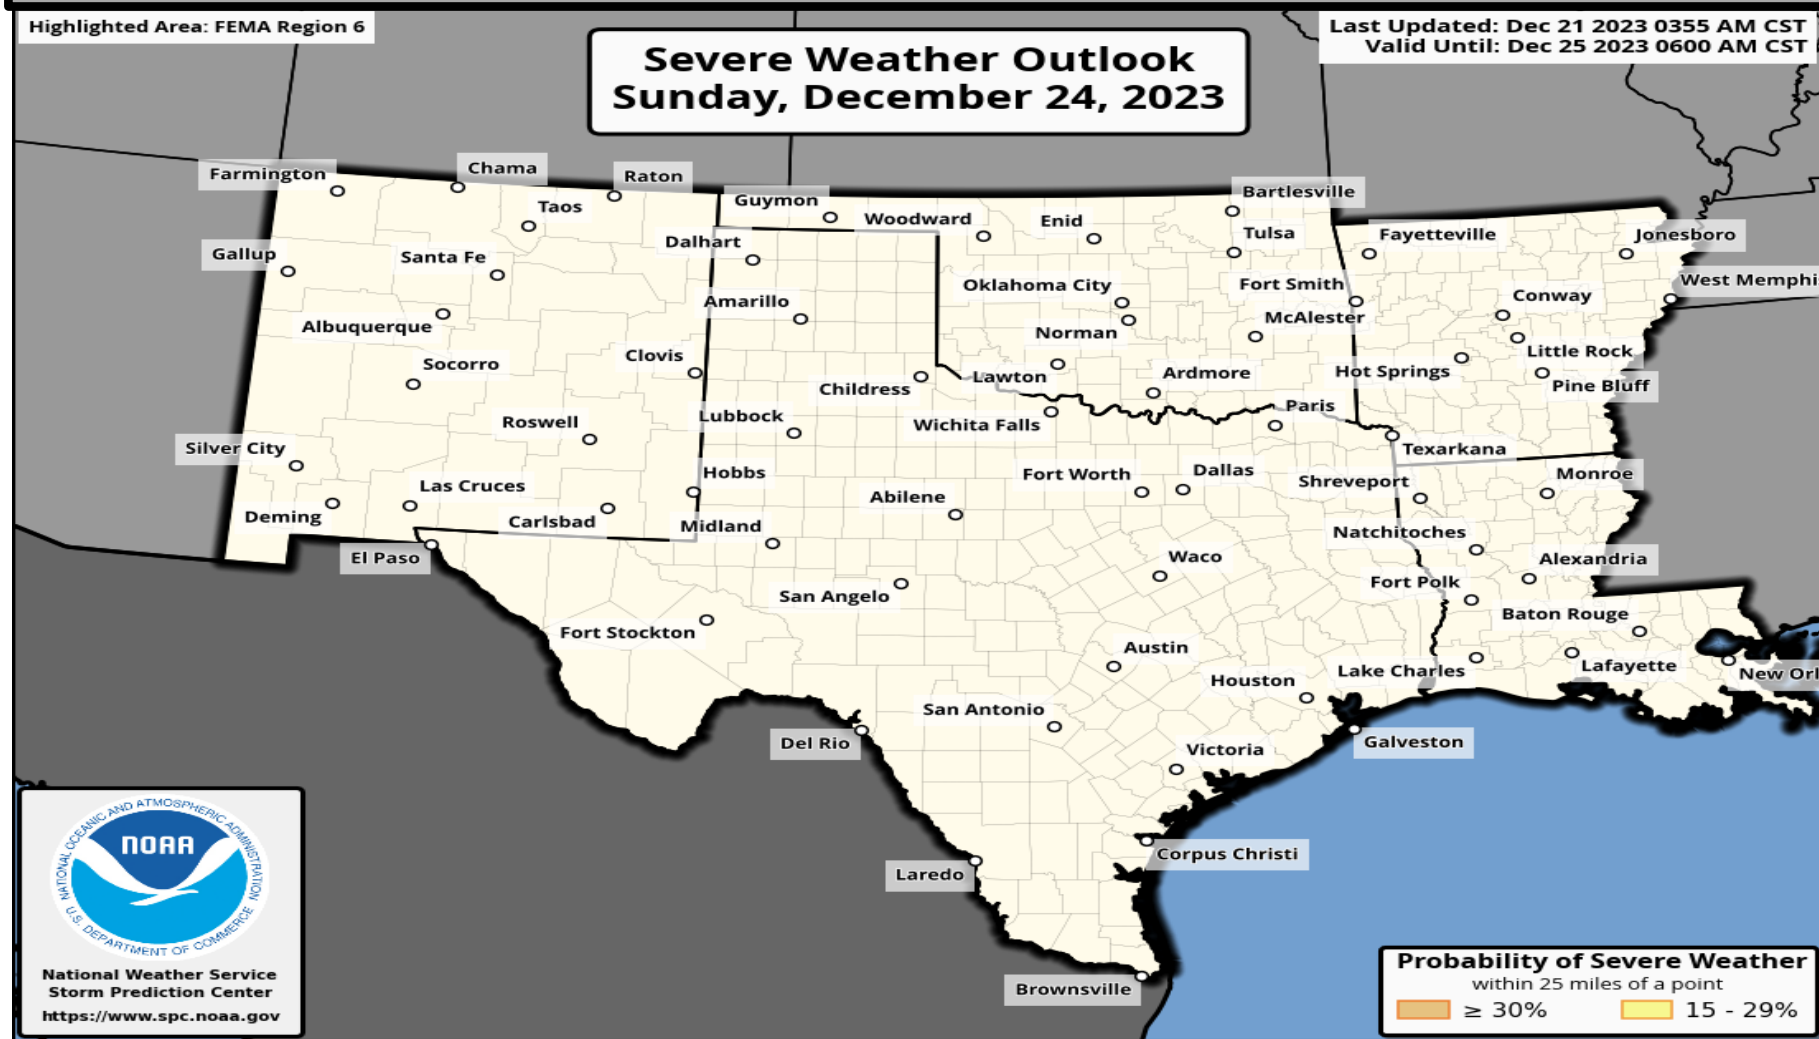 Highlighted Area: FEMA Region 6
Severe Weather Outlook
Sunday, December 24, 2023
Last Updated: Dec 21 2023 0355 AM CST
Valid Until: Dec 25 2023 0600 AM CST
Farmington
Chama
Raton
Taos
Guymon
Woodward
Enid
Bartlesville
Gallup
Santa Fe
Dalhart
Tulsa
Fayetteville
Jonesboro
Albuquerque
Amarillo
Oklahoma City
Fort Smith
Conway
West Memphi
Socorro
Clovis
Norman
McAlester
Little Rock
Childress
Lawton
Ardmore
Hot Springs
Pine Bluff
Roswell
Lubbock
Wichita Falls
Paris
Silver City
Hobbs
Fort Worth
Dallas
Texarkana
Las Cruces
Abilene
Shreveport
Monroe
Deming
Carlsbad
Midland
Natchitoches
El Paso
Waco
Alexandria
San Angelo
Fort Polk
Fort Stockton
Baton Rouge
Austin
Lake Charles
Lafayette
New Orl
Houston
San Antonio
Del Rio
Victoria
Galveston
Corpus Christi
Laredo
Brownsville
NATIONAL OCEANIC AND ATMOSPHERIC ADMINISTRATION
NOAA
U.S. DEPARTMENT OF COMMERCE
National Weather Service
Storm Prediction Center
https://www.spc.noaa.gov
Probability of Severe Weather
within 25 miles of a point
≥ 30%
15 - 29%